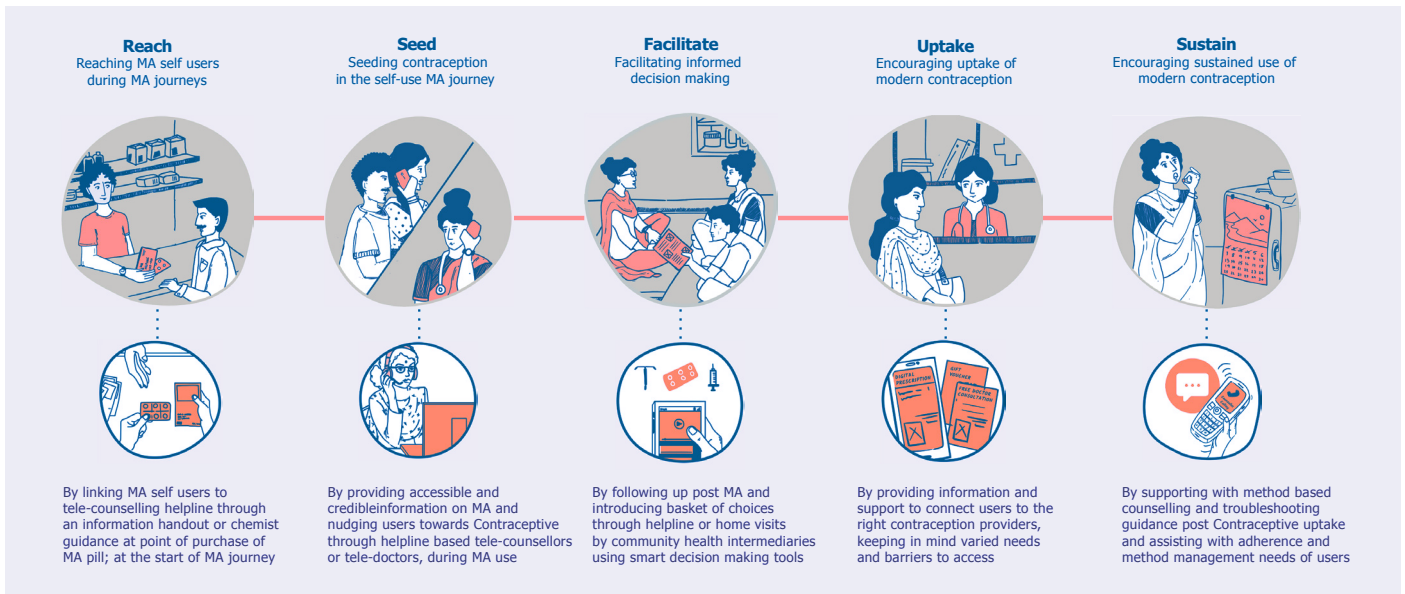 Reach
Reaching MA self users
during MA journeys
Seed
Seeding contraception
in the self-use MA journey
Facilitate
Facilitating informed
decision making
Uptake
Encouraging uptake of
modern contraception
Sustain
Encouraging sustained use of
modern contraception
DIGITAL
PRESCRIPTION
GIFT
VOUCHER
FREE DOCTOR
CONSULTATION
By linking MA self users to
tele-counselling helpline through
an information handout or chemist
guidance at point of purchase of
MA pill; at the start of MA journey
By providing accessible and
credibleinformation on MA and
nudging users towards Contraceptive
through helpline based tele-counsellors
or tele-doctors, during MA use
By following up post MA and
introducing basket of choices
through helpline or home visits
by community health intermediaries
using smart decision making tools
By providing information and
support to connect users to the
right contraception providers,
keeping in mind varied needs
and barriers to access
By supporting with method based
counselling and troubleshooting
guidance post Contraceptive uptake
and assisting with adherence and
method management needs of users